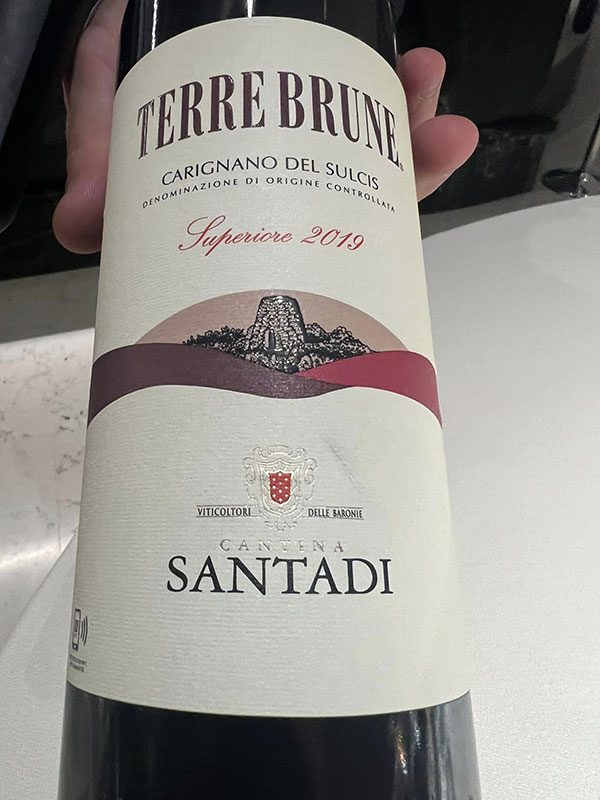 TERRE BRUNE
CARIGNANO DEL SULCIS
DENOMINAZIONE DI ORIGINE CONTROLLATA
Superiore 2019
VITICOLTORI DELLE BARONIE
CANTINA
SANTADI